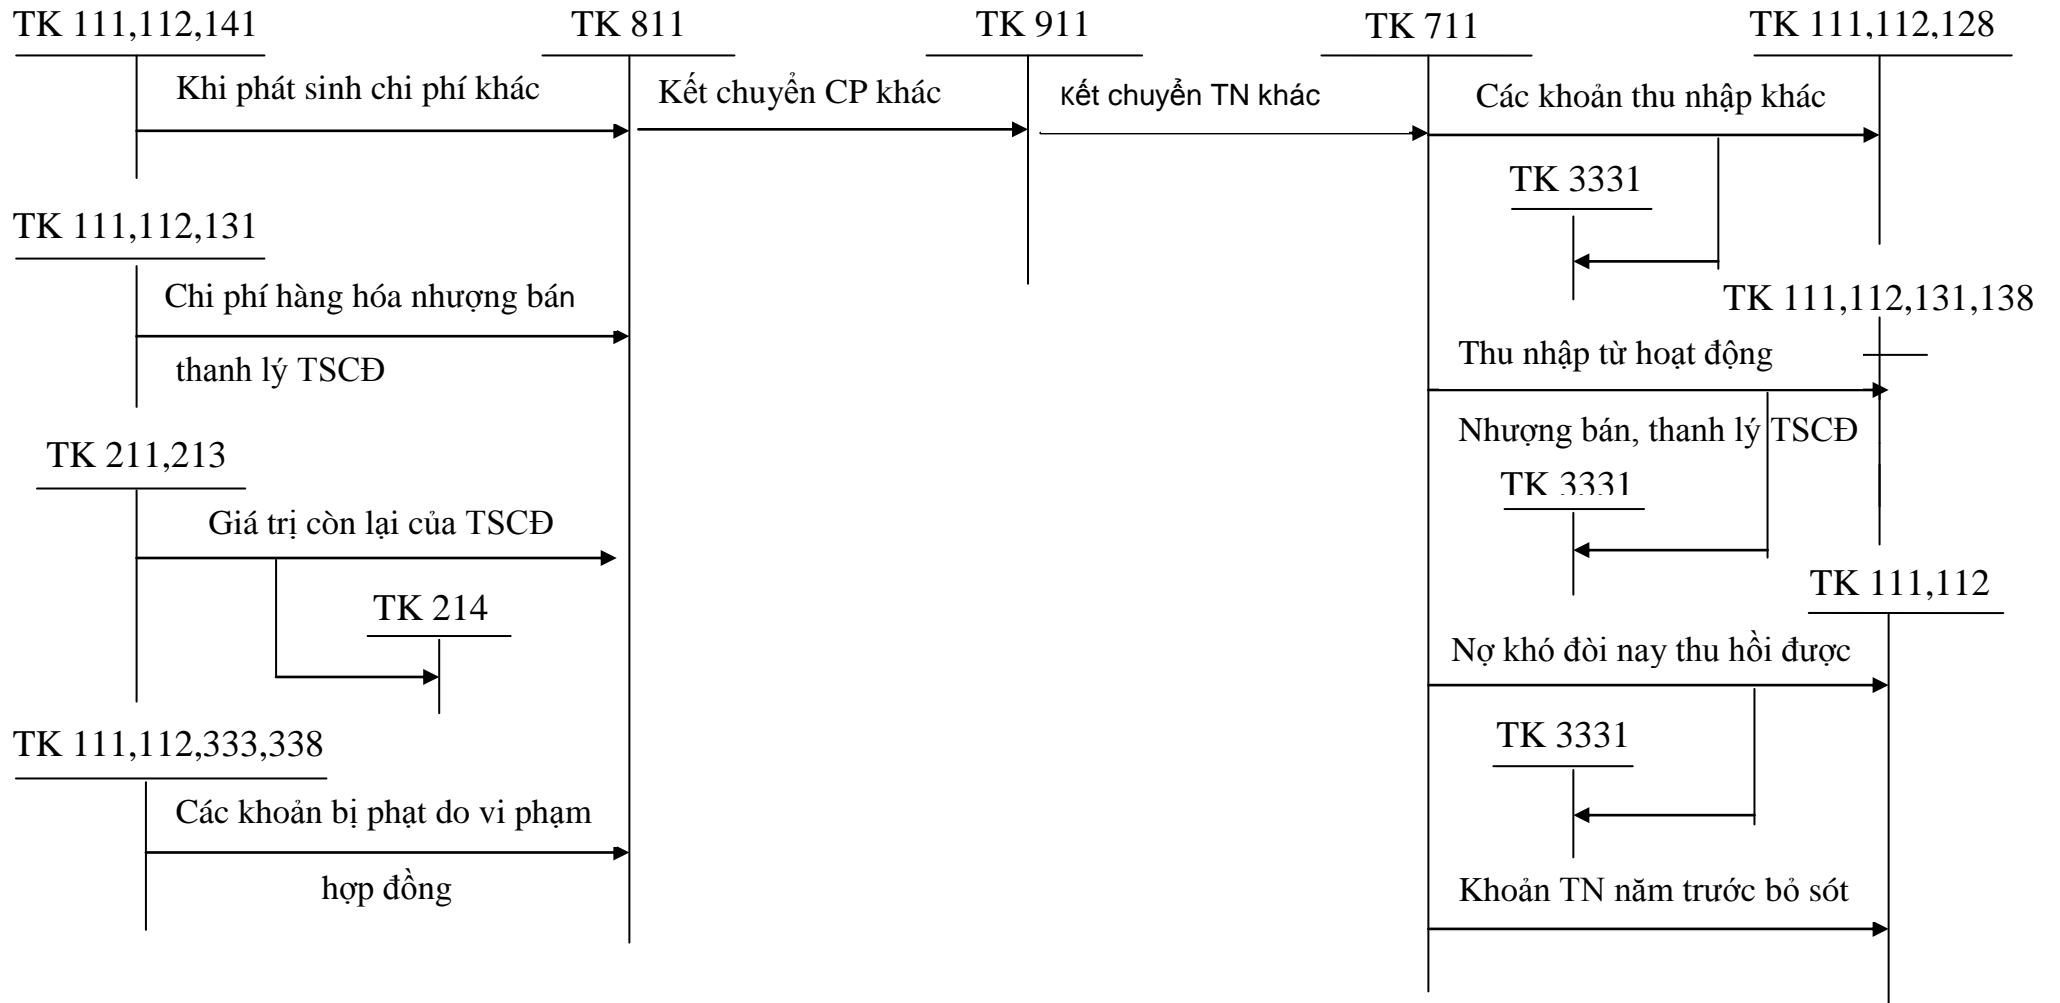 TK 111,112,141
TK 811
TK 911
TK 711
TK 111,112,128
Khi phát sinh chi phí khác
Kết chuyển CP khác
Kết chuyển TN khác
Các khoản thu nhập khác
TK 3331
TK 111,112,131
Chi phí hàng hóa nhượng bán
thanh lý TSCĐ
TK 111,112,131,138
Thu nhập từ hoạt động
Nhượng bán, thanh lý TSCĐ
TK 211,213
TK 3331
Giá trị còn lại của TSCĐ
TK 214
TK 111,112
Nợ khó đòi nay thu hồi được
TK 111,112,333,338
TK 3331
Các khoản bị phạt do vi phạm
hợp đồng
Khoản TN năm trước bỏ sót